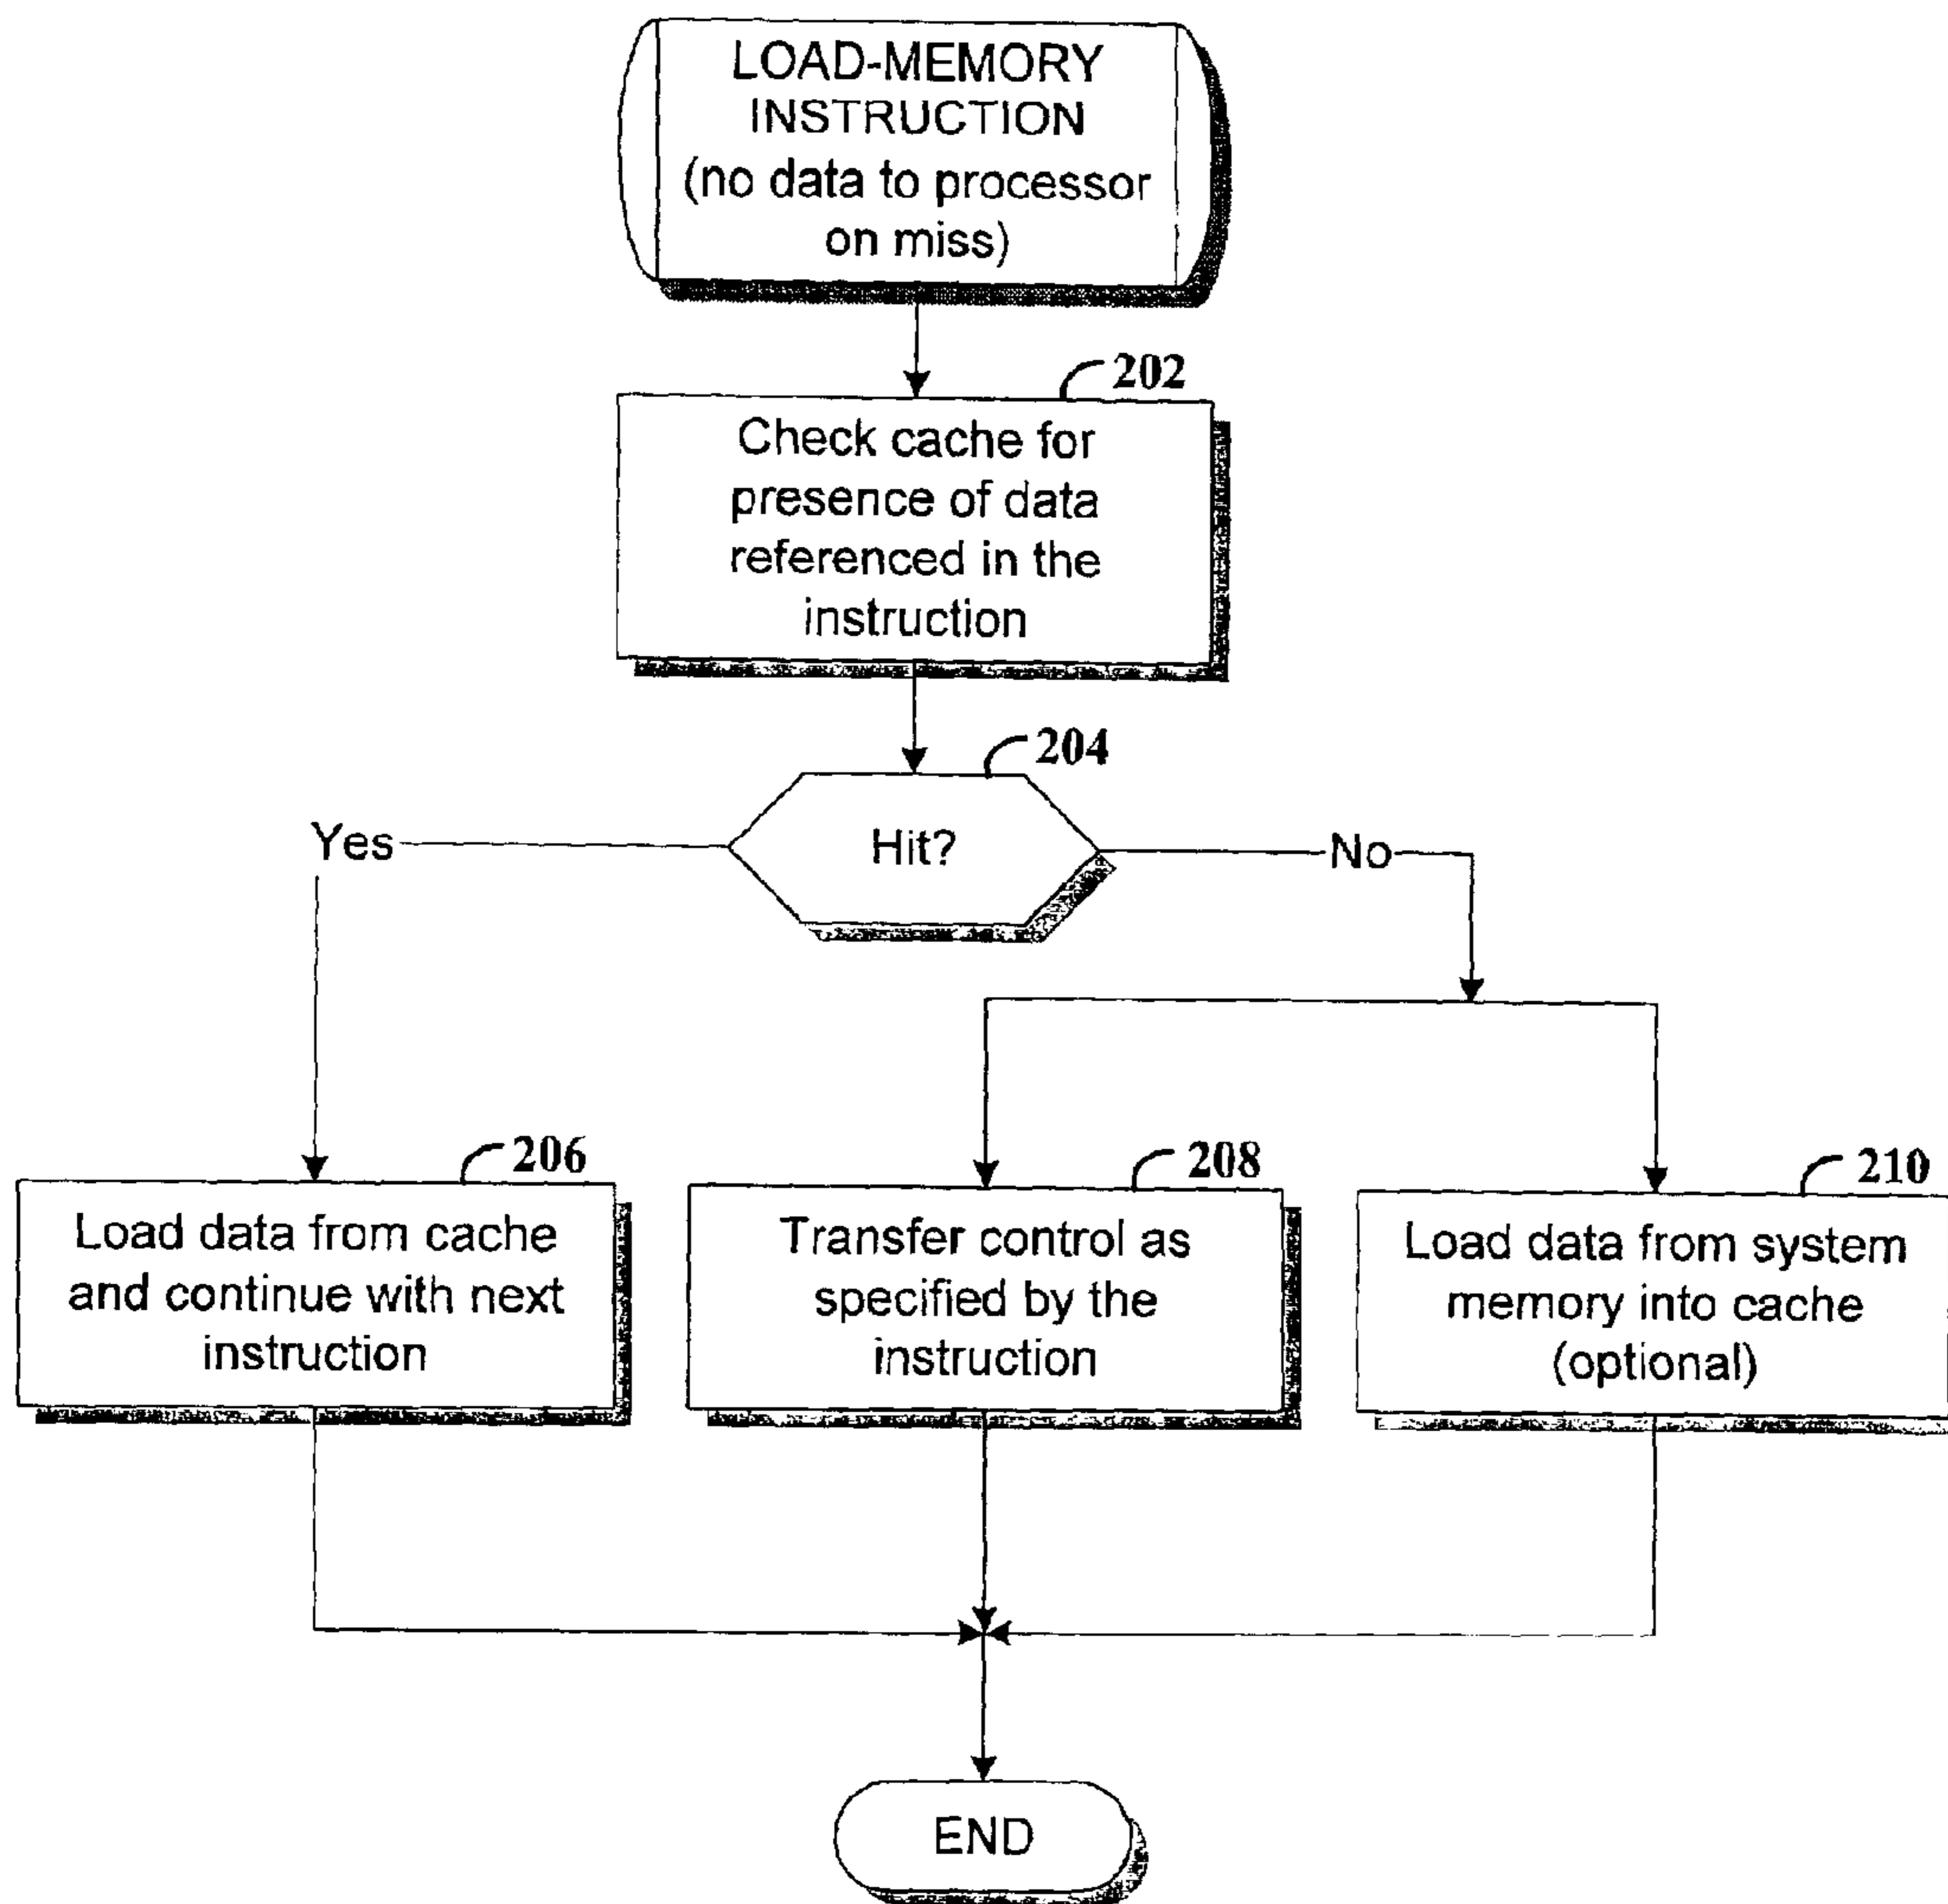 LOAD-MEMORY
INSTRUCTION
(no data to processor
on miss)
202
Check cache for
presence of data
referenced in the
instruction
204
Hit?
Yes
No
206
Load data from cache
and continue with next
instruction
208
Transfer control as
specified by the
instruction
210
Load data from system
memory into cache
(optional)
END